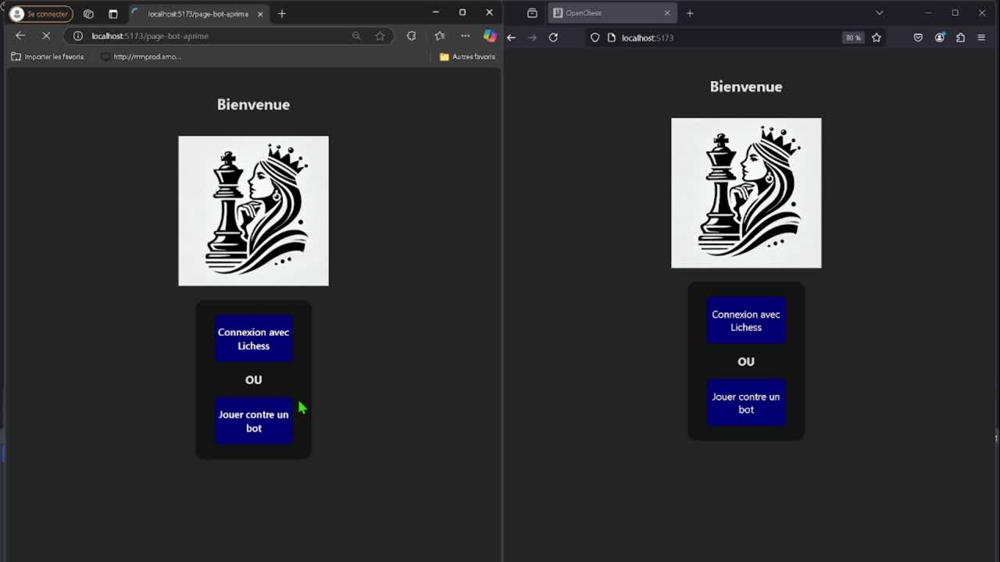 Se connecter
localhost:5173/page-bot-aprime
localhost:5173/page-bot-aprime
Importer les favoris
http://rrmprod.amo...
Autres favoris
Bienvenue
Connexion avec
Lichess
OU
Jouer contre un
bot
OpenChess
localhost:5173
80 %
Bienvenue
Connexion avec
Lichess
OU
Jouer contre un
bot